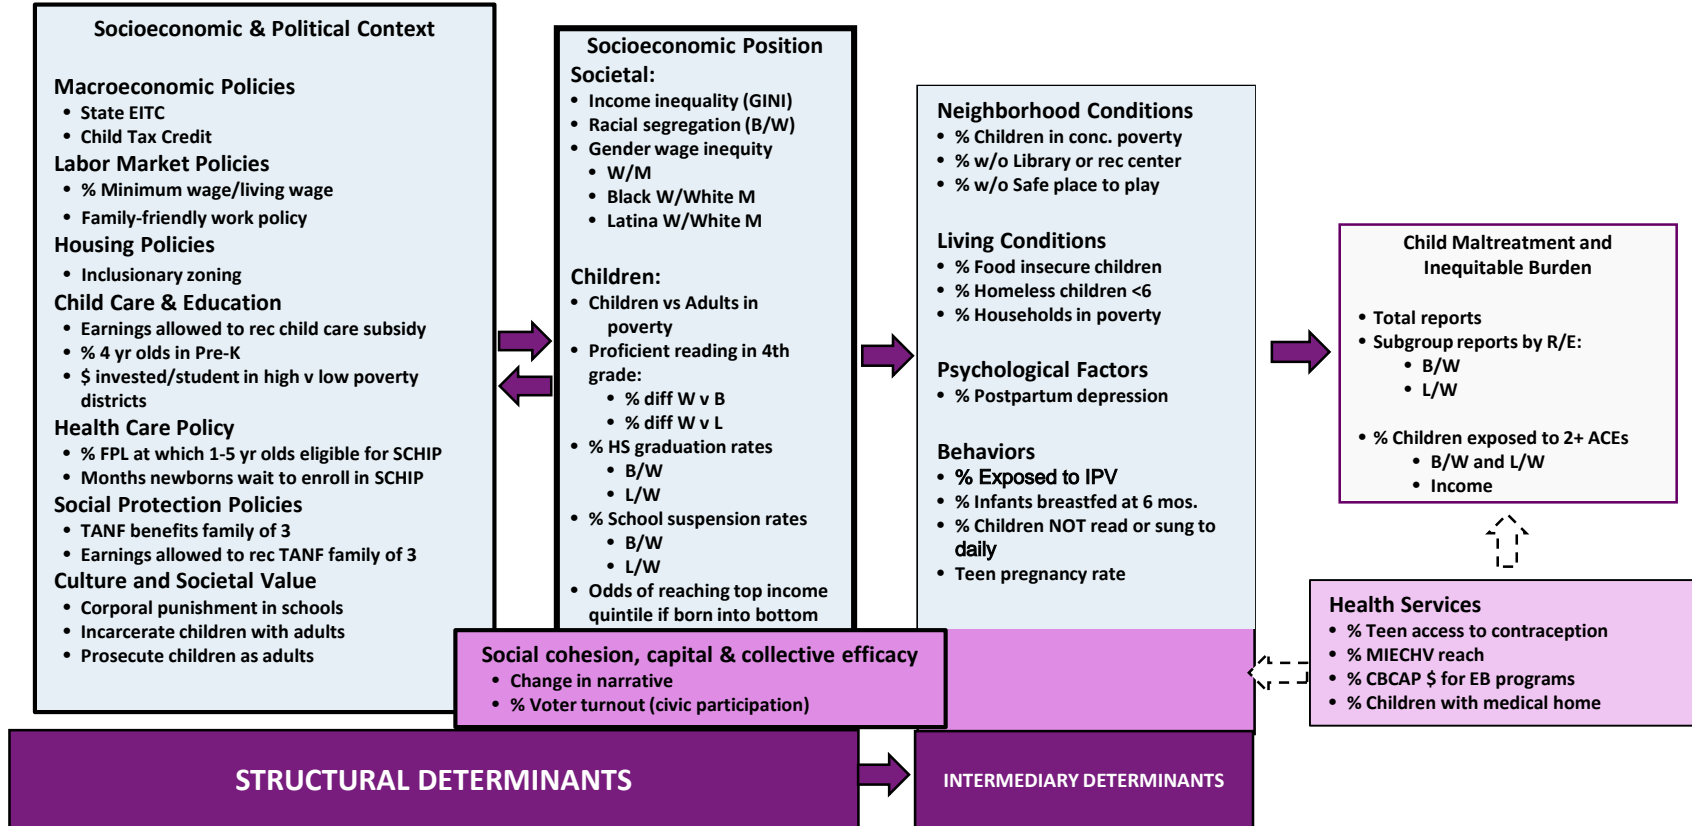 Socioeconomic & Political Context
Macroeconomic Policies
• State EITC
• Child Tax Credit
Labor Market Policies
• % Minimum wage/living wage
• Family-friendly work policy
Housing Policies
• Inclusionary zoning
Child Care & Education
• Earnings allowed to rec child care subsidy
• % 4 yr olds in Pre-K
• $ invested/student in high v low poverty
districts
Health Care Policy
• % FPL at which 1-5 yr olds eligible for SCHIP
• Months newborns wait to enroll in SCHIP
Social Protection Policies
• TANF benefits family of 3
• Earnings allowed to rec TANF family of 3
Culture and Societal Value
• Corporal punishment in schools
• Incarcerate children with adults
• Prosecute children as adults
Socioeconomic Position
Societal:
• Income inequality (GINI)
• Racial segregation (B/W)
• Gender wage inequity
• W/M
• Black W/White M
• Latina W/White M
Children:
• Children vs Adults in
poverty
• Proficient reading in 4th
grade:
• % diff W v B
• % diff W v L
• % HS graduation rates
• B/W
• L/W
• % School suspension rates
• B/W
• L/W
• Odds of reaching top income
quintile if born into bottom
Social cohesion, capital & collective efficacy
• Change in narrative
• % Voter turnout (civic participation)
Neighborhood Conditions
• % Children in conc. poverty
• % w/o Library or rec center
• % w/o Safe place to play
Living Conditions
• % Food insecure children
• % Homeless children <6
• % Households in poverty
Psychological Factors
• % Postpartum depression
Behaviors
• % Exposed to IPV
• % Infants breastfed at 6 mos.
• % Children NOT read or sung to
daily
• Teen pregnancy rate
Child Maltreatment and
Inequitable Burden
• Total reports
• Subgroup reports by R/E:
• B/W
• L/W
• % Children exposed to 2+ ACEs
• B/W and L/W
• Income
Health Services
• % Teen access to contraception
• % MIECHV reach
• % CBCAP $ for EB programs
• % Children with medical home
STRUCTURAL DETERMINANTS
INTERMEDIARY DETERMINANTS